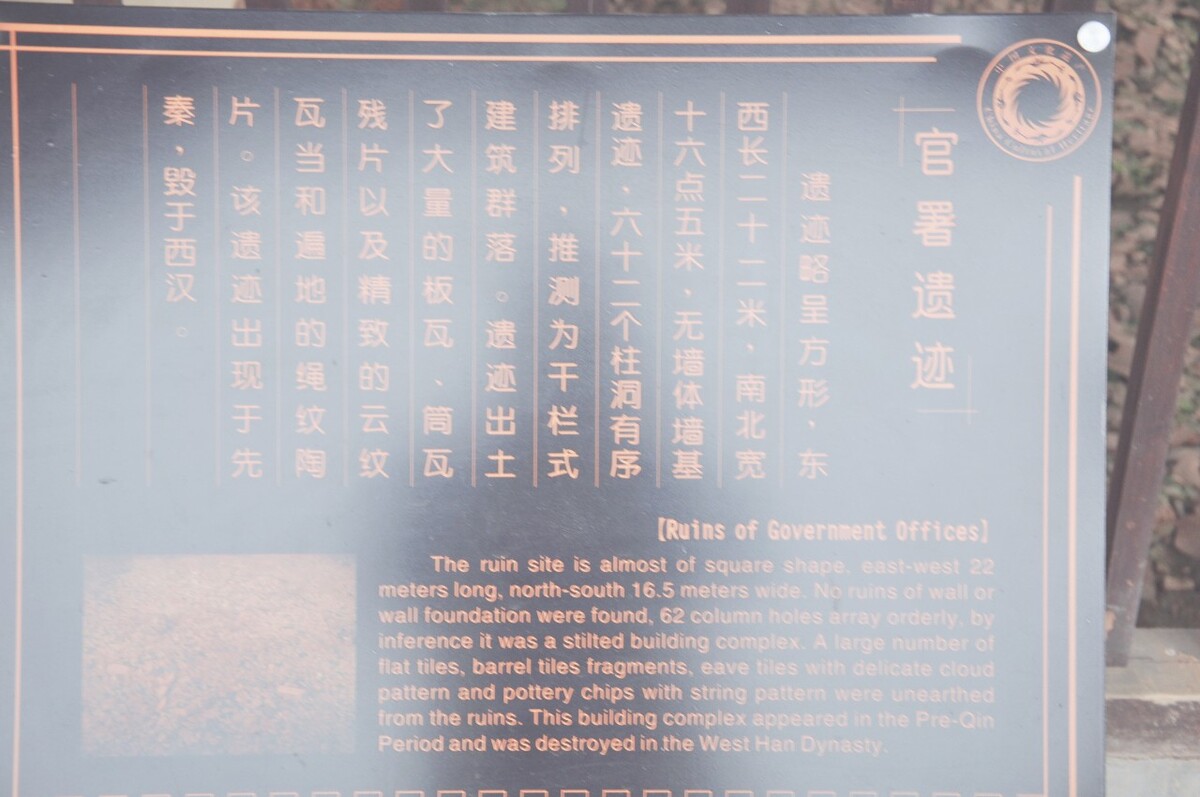 官署遗迹
遗迹略呈方形,东
西长二十二米,南北宽
十六点五米,无墙体墙基
遗迹,六十二个柱洞有序
排列,推测为干栏式
建筑群落。遗迹出土
了大量的板瓦、筒瓦
残片以及精致的云纹
瓦当和遍地的绳纹陶
片。该遗迹出现于先
秦,毁于西汉。
【Ruins of Government Offices】
The ruin site is almost of square shape, east-west 22
meters long, north-south 16.5 meters wide. No ruins of wall or
wall foundation were found, 62 column holes array orderly, by
inference it was a stilted building complex. A large number of
flat tiles, barrel tiles fragments, eave tiles with delicate cloud
pattern and pottery chips with string pattern were unearthed
from the ruins. This building complex appeared in the Pre-Qin
Period and was destroyed in the West Han Dynasty.
中国文化遗产
China Cultural Heritage